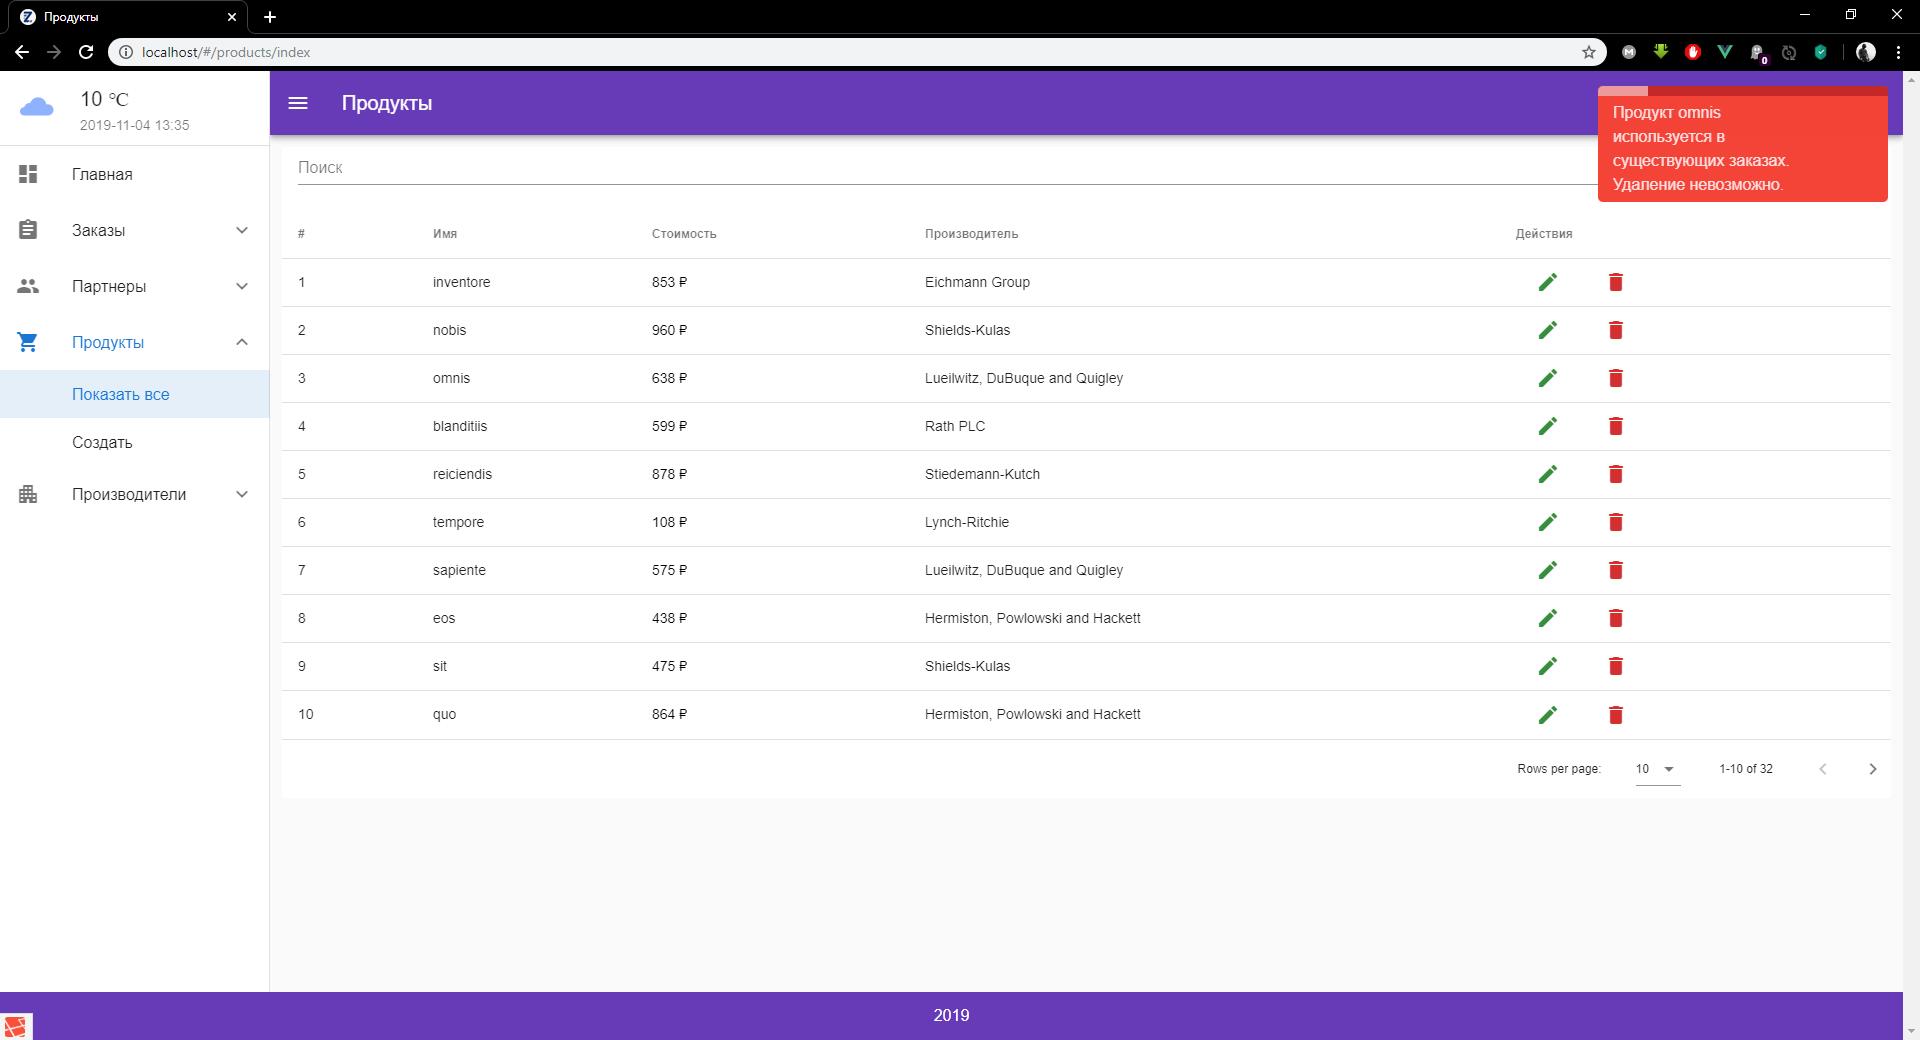 Продукты
localhost/#/products/index
0
10 °C
2019-11-04 13:35
Главная
Заказы
Партнеры
Продукты
Показать все
Создать
Производители
Продукты
Продукт omnis
используется в
существующих заказах.
Удаление невозможно.
Поиск
# Имя Стоимость Производитель Действия
1 inventore 853 ₽ Eichmann Group
2 nobis 960 ₽ Shields-Kulas
3 omnis 638 ₽ Lueilwitz, DuBuque and Quigley
4 blanditiis 599 ₽ Rath PLC
5 reiciendis 878 ₽ Stiedemann-Kutch
6 tempore 108 ₽ Lynch-Ritchie
7 sapiente 575 ₽ Lueilwitz, DuBuque and Quigley
8 eos 438 ₽ Hermiston, Powlowski and Hackett
9 sit 475 ₽ Shields-Kulas
10 quo 864 ₽ Hermiston, Powlowski and Hackett
Rows per page: 10 1-10 of 32
2019